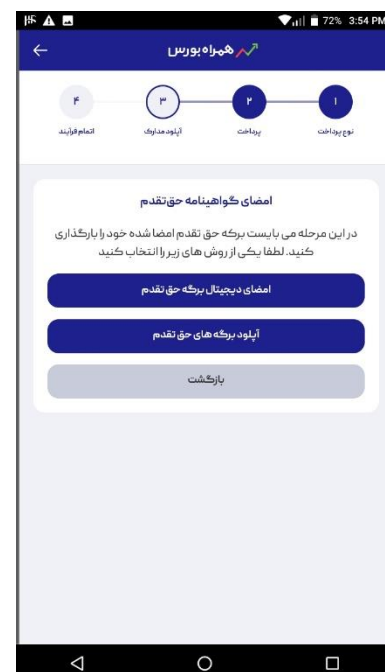 72% 3:54 PM
همراه بورس
۱ ۲ ۳ ۴
نوع پرداخت پرداخت آپلود مدارک اتمام فرآیند
امضای گواهینامه حق‌تقدم
در این مرحله می بایست برکه حق تقدم امضا شده خود را بارگذاری
کنید. لطفا یکی از روش های زیر را انتخاب کنید
امضای دیجیتال برگه حق تقدم
آپلود برگه های حق تقدم
بازگشت